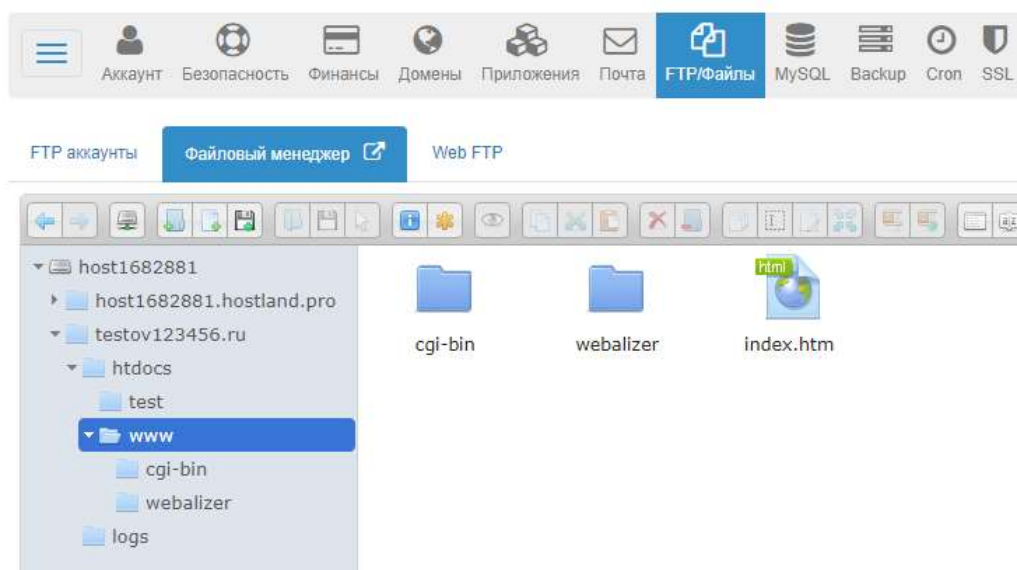 Аккаунт Безопасность Финансы Домены Приложения Почта FTP/Файлы MySQL Backup Cron SSL
FTP аккаунты Файловый менеджер Web FTP
host1682881
host1682881.hostland.pro
testov123456.ru
htdocs
test
www
cgi-bin
webalizer
logs
html
cgi-bin webalizer index.htm